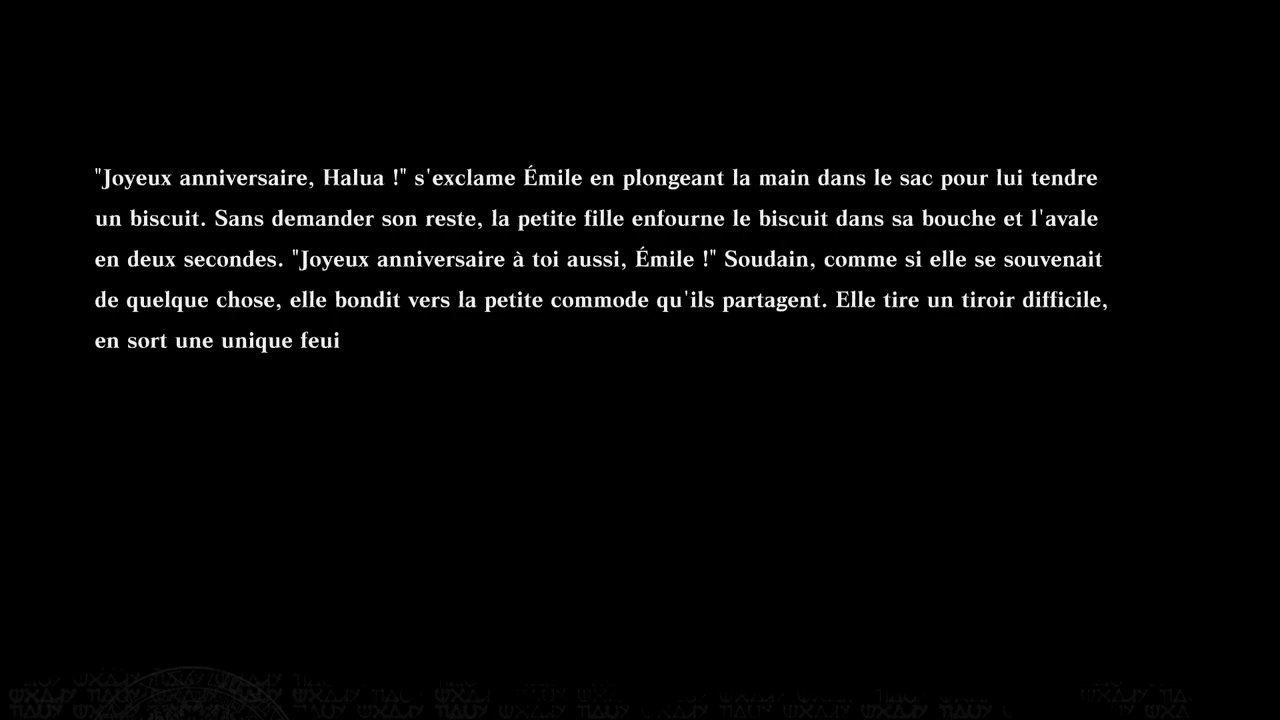 "Joyeux anniversaire, Halua !" s'exclame Émile en plongeant la main dans le sac pour lui tendre
un biscuit. Sans demander son reste, la petite fille enfourne le biscuit dans sa bouche et l'avale
en deux secondes. "Joyeux anniversaire à toi aussi, Émile !" Soudain, comme si elle se souvenait
de quelque chose, elle bondit vers la petite commode qu'ils partagent. Elle tire un tiroir difficile,
en sort une unique feui